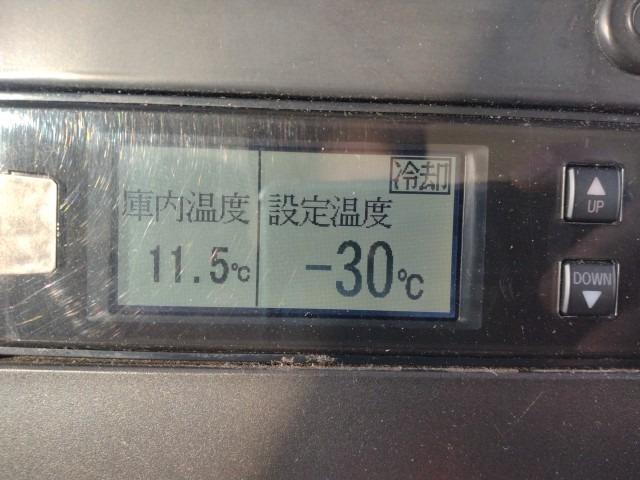 冷却
庫内温度
設定温度
11.5℃
-30℃
UP
DOWN